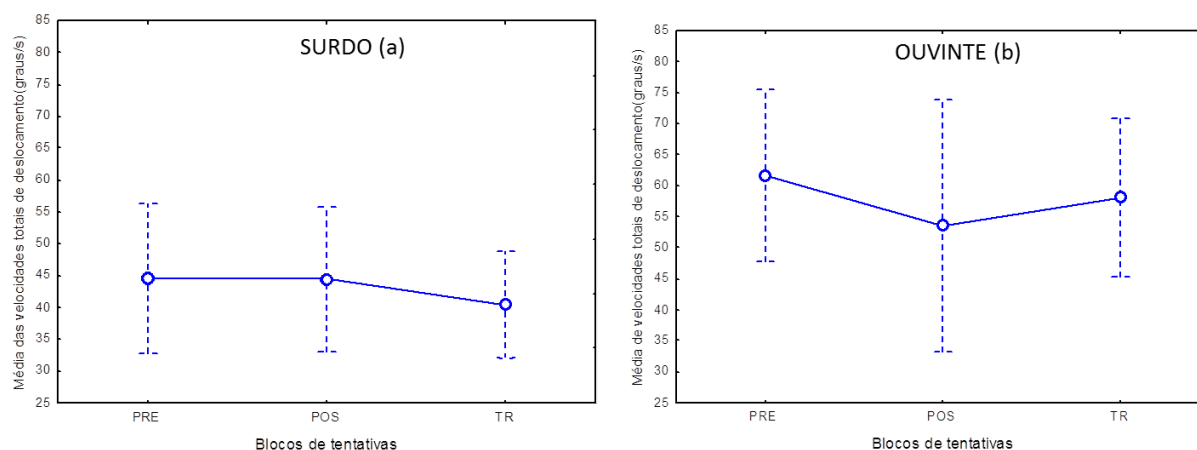 SURDO (a)
Média das velocidades totais de deslocamento(graus/s)
85
80
75
70
65
60
55
50
45
40
35
30
25
PRE
POS
TR
Blocos de tentativas
OUVINTE (b)
Média de velocidades totais de deslocamento(graus/s)
85
80
75
70
65
60
55
50
45
40
35
30
25
PRE
POS
TR
Blocos de tentativas